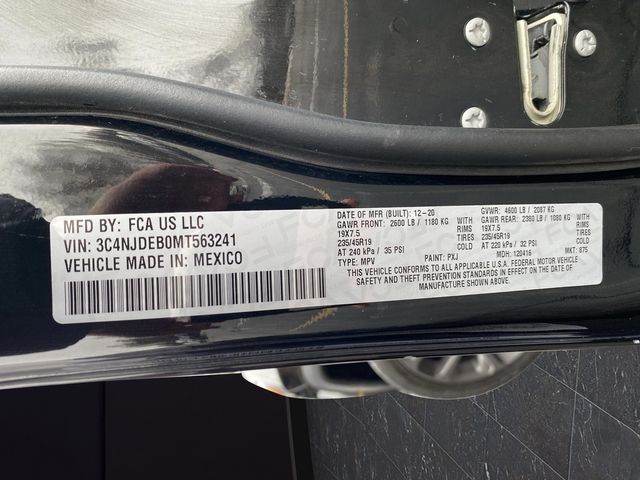 MFD BY: FCA US LLC
VIN: 3C4NJDEB0MT563241
VEHICLE MADE IN: MEXICO
DATE OF MFR (BUILT): 12-20 GVWR: 4600 LB / 2087 KG
GAWR FRONT: 2600 LB / 1180 KG WITH GAWR REAR: 2380 LB / 1080 KG WITH
19X7.5 RIMS 19X7.5 RIMS
235/45R19 TIRES 235/45R19 TIRES
AT 240 kPa / 35 PSI COLD AT 220 kPa / 32 PSI COLD
TYPE: MPV PAINT: PXJ MDH: 120416 MKT: 875
THIS VEHICLE CONFORMS TO ALL APPLICABLE U.S.A. FEDERAL MOTOR VEHICLE
SAFETY AND THEFT PREVENTION STANDARDS IN EFFECT ON THE DATE OF
MANUFACTURE SHOWN ABOVE.